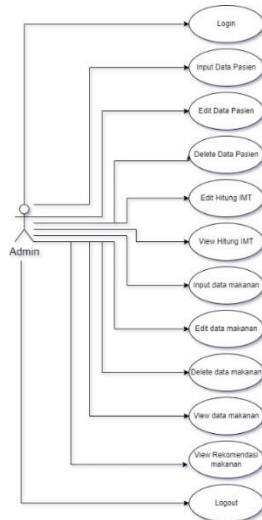 Login
Input Data Pasien
Edit Data Pasien
Delete Data Pasien
Edit Hitung IMT
View Hitung IMT
Admin
Input data makanan
Edit data makanan
Delete data makanan
View data makanan
View Rekomendasi
makanan
Logout